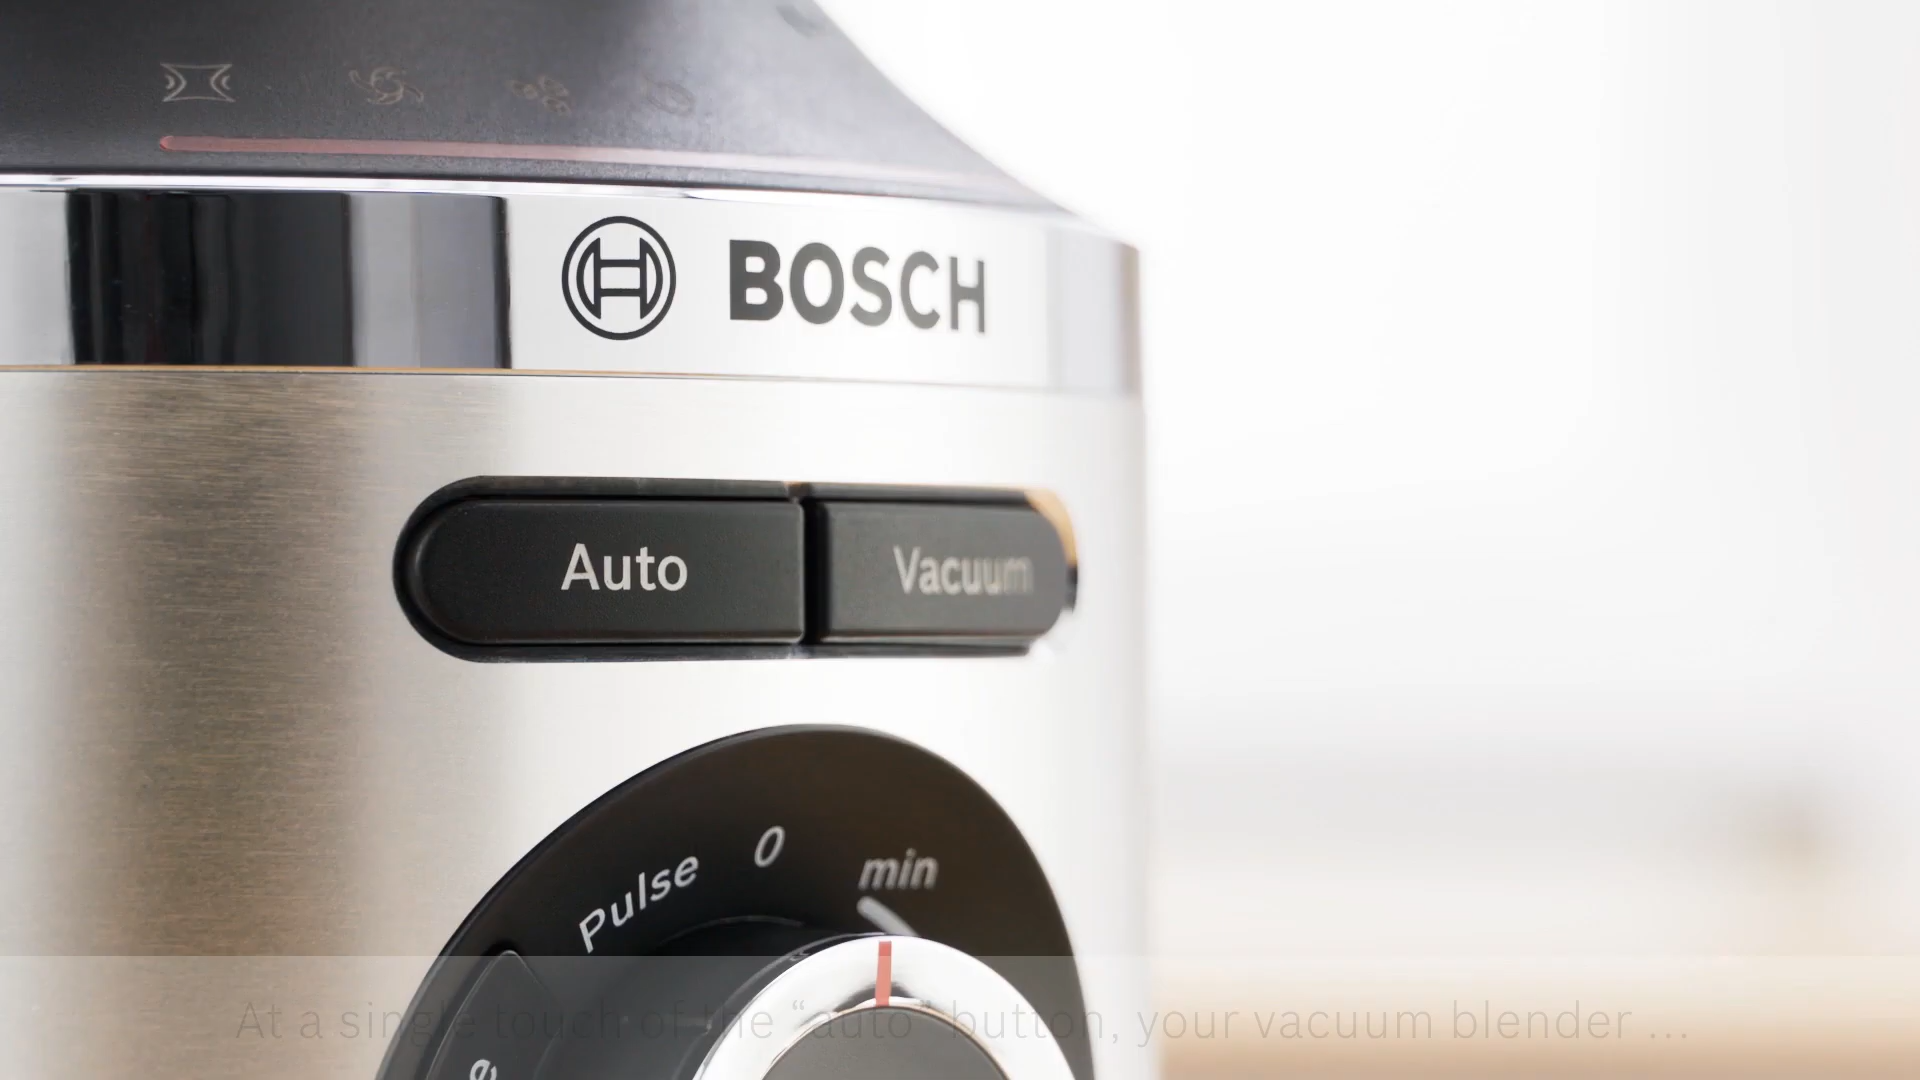 BOSCH
Auto
Vacuum
Pulse 0 min
At a single touch of the “auto” button, your vacuum blender ...